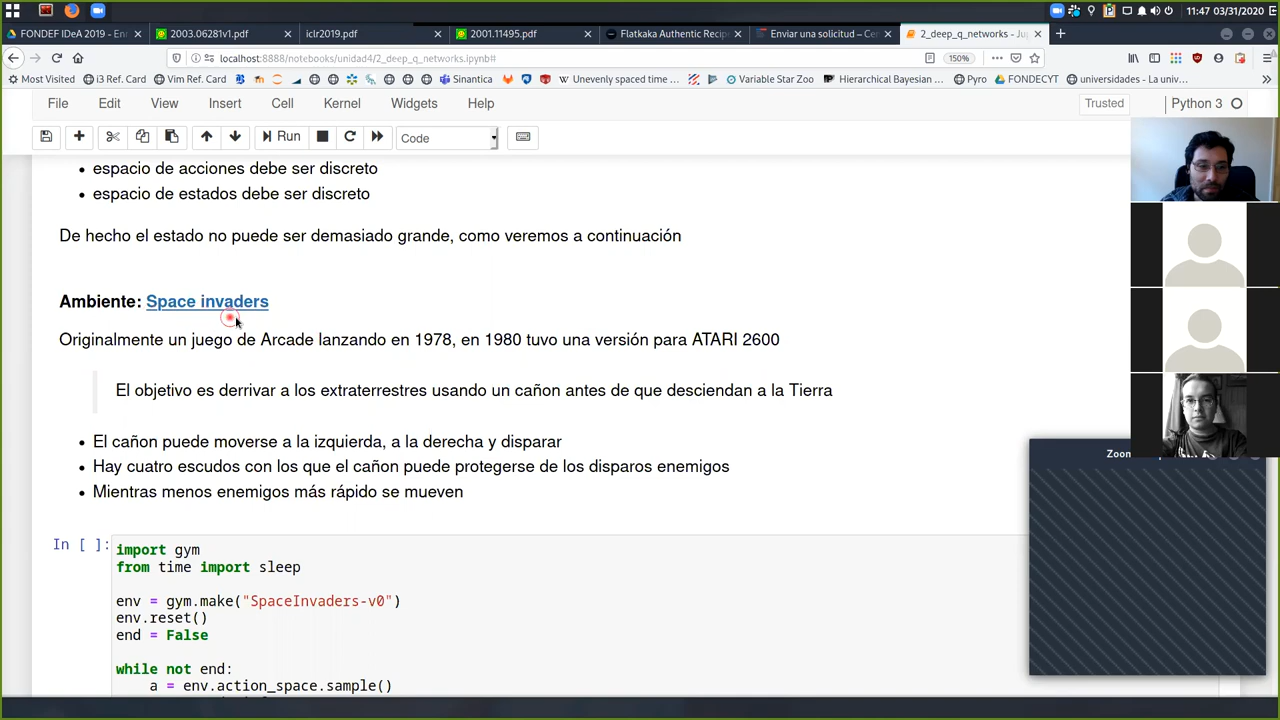 11:47 03/31/2020
FONDEF IDeA 2019 - En
2003.06281v1.pdf
iclr2019.pdf
2001.11495.pdf
Flatkaka Authentic Recip
Enviar una solicitud – Ce
2_deep_q_networks - Ju
localhost:8888/notebooks/unidad4/2_deep_q_networks.ipynb#
150%
Most Visited
i3 Ref. Card
Vim Ref. Card
Sinantica
Unevenly spaced time ...
Variable Star Zoo
Hierarchical Bayesian ...
Pyro
FONDECYT
universidades - La univ...
File Edit View Insert Cell Kernel Widgets Help
Trusted
Python 3
Run
Code
• espacio de acciones debe ser discreto
• espacio de estados debe ser discreto
De hecho el estado no puede ser demasiado grande, como veremos a continuación
Ambiente: Space invaders
Originalmente un juego de Arcade lanzando en 1978, en 1980 tuvo una versión para ATARI 2600
El objetivo es derrivar a los extraterrestres usando un cañon antes de que desciendan a la Tierra
• El cañon puede moverse a la izquierda, a la derecha y disparar
• Hay cuatro escudos con los que el cañon puede protegerse de los disparos enemigos
• Mientras menos enemigos más rápido se mueven
Zoom
In [ ]:
import gym
from time import sleep
env = gym.make("SpaceInvaders-v0")
env.reset()
end = False
while not end:
a = env.action_space.sample()